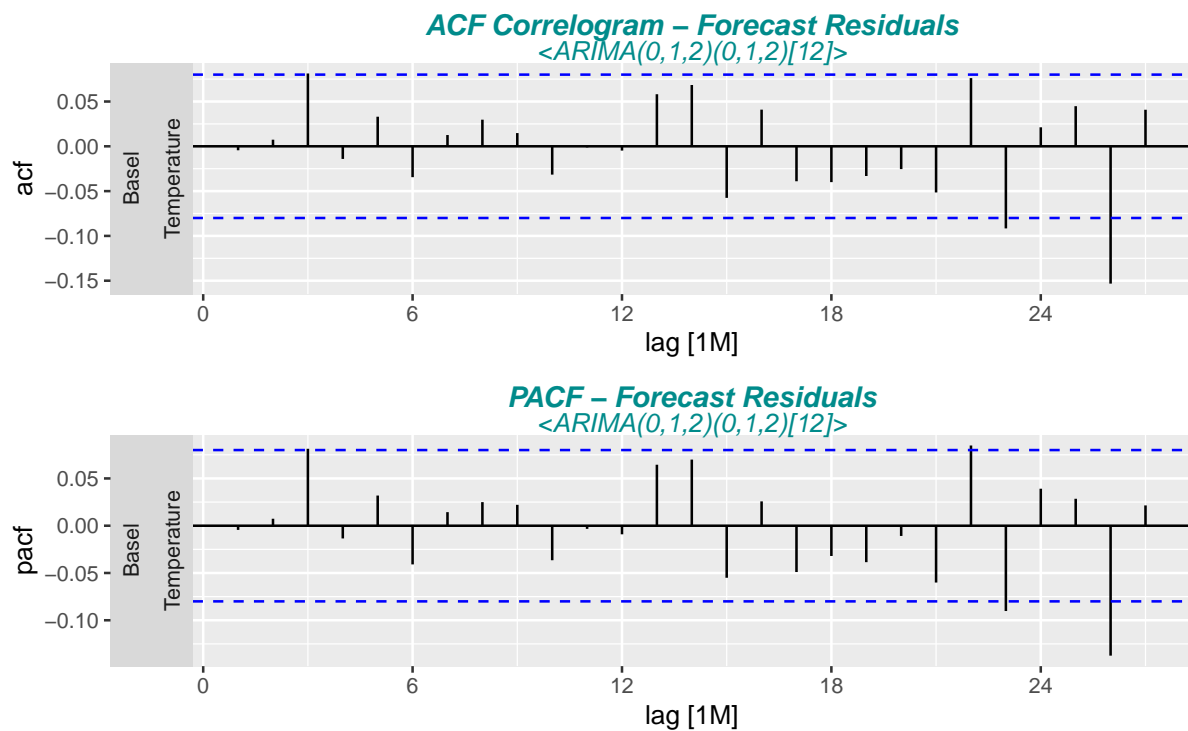 ACF Correlogram – Forecast Residuals
<ARIMA(0,1,2)(0,1,2)[12]>
acf
0.05
0.00
−0.05
−0.10
−0.15
Basel
Temperature
0 6 12 18 24
lag [1M]
PACF – Forecast Residuals
<ARIMA(0,1,2)(0,1,2)[12]>
pacf
0.05
0.00
−0.05
−0.10
Basel
Temperature
0 6 12 18 24
lag [1M]